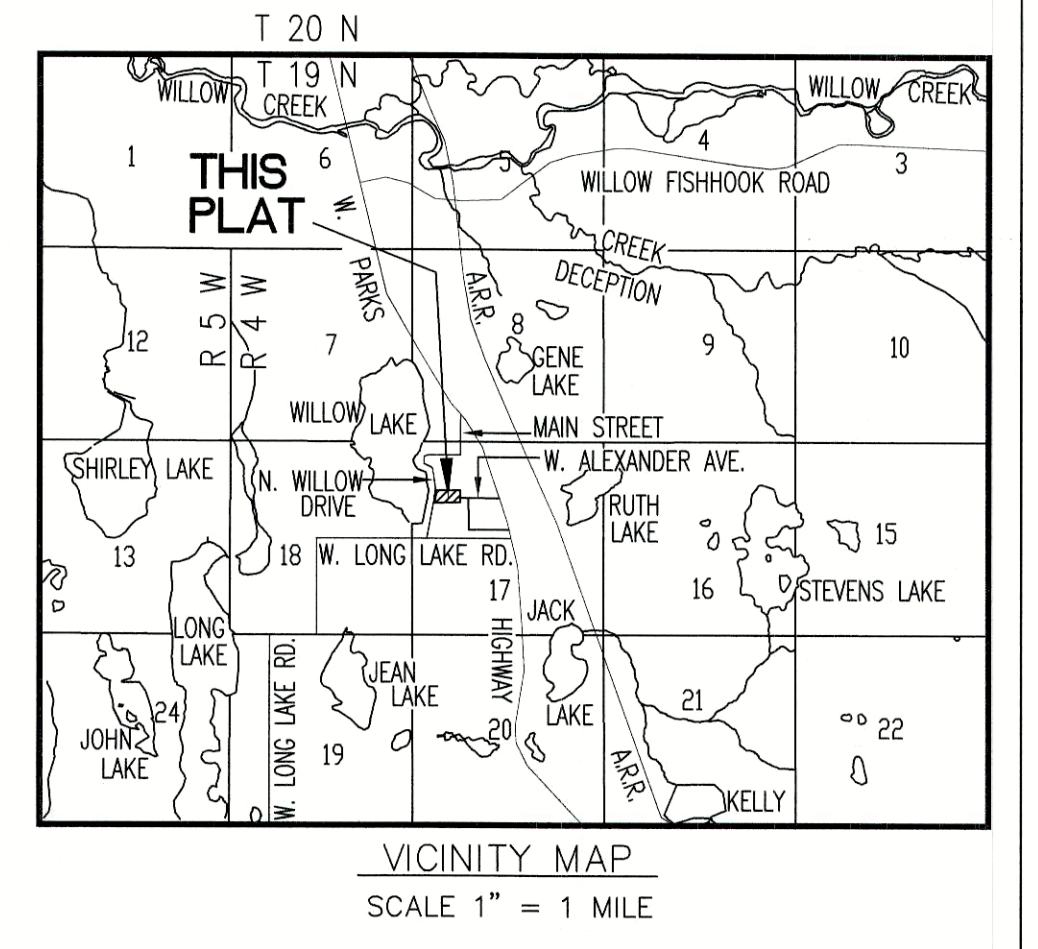 T 20 N
T 19 N
WILLOW
CREEK
WILLOW
CREEK
1
6
5
4
3
THIS
PLAT
WILLOW FISHHOOK ROAD
W.
PARKS
A.R.R.
CREEK
DECEPTION
R 5 W
R 4 W
12
7
8
9
10
GENE
LAKE
WILLOW
LAKE
MAIN STREET
SHIRLEY LAKE
N. WILLOW
DRIVE
W. ALEXANDER AVE.
RUTH
LAKE
13
18
W. LONG LAKE RD.
17
16
15
STEVENS LAKE
HIGHWAY
JACK
LAKE
LONG
LAKE
W. LONG LAKE RD.
JEAN
LAKE
24
JOHN
LAKE
19
20
21
22
A.R.R.
KELLY
VICINITY MAP
SCALE 1" = 1 MILE